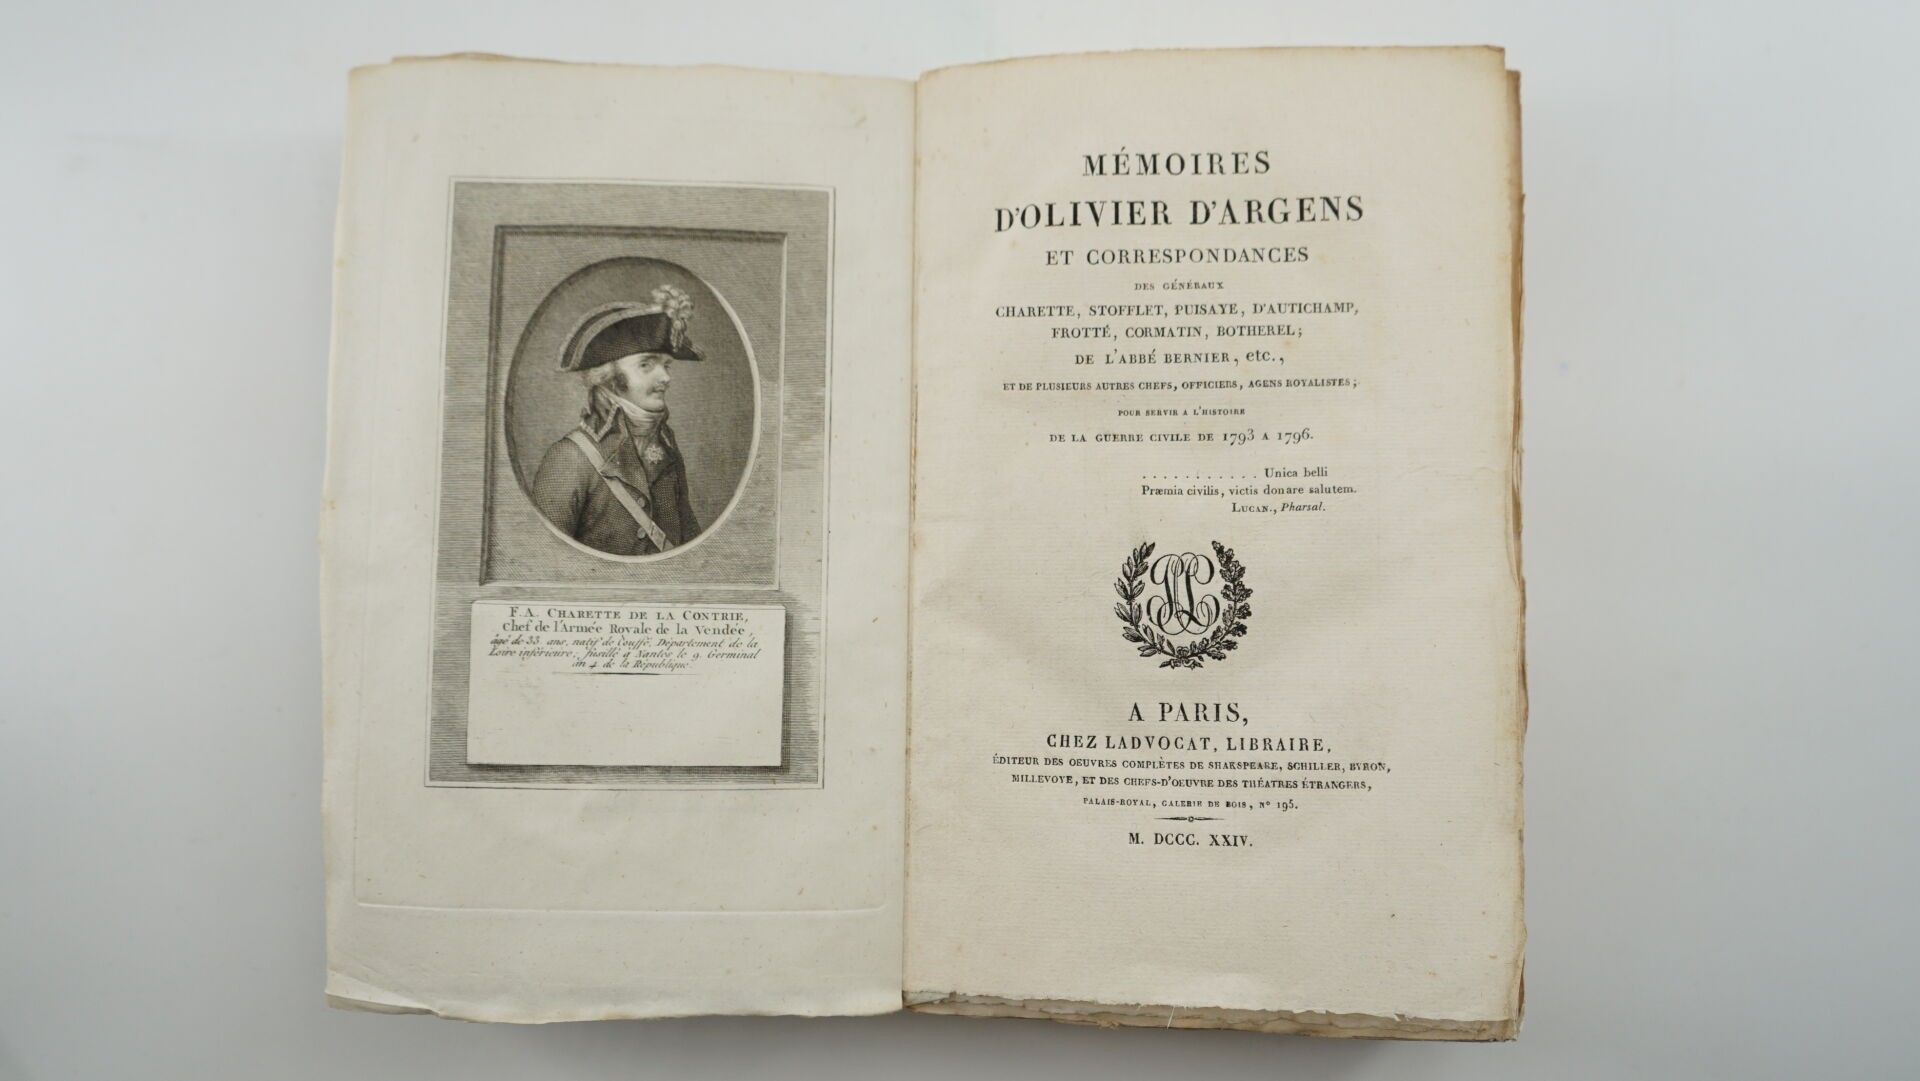 F. A. CHARETTE DE LA CONTRIE,
Chef de l'Armée Royale de la Vendée,
âgé de 33 ans, natif de Couffé, Département de la
Loire inférieure; fusillé a Nantes le 9. Germinal
an 4 de la République.
MÉMOIRES
D'OLIVIER D'ARGENS
ET CORRESPONDANCES
DES GÉNÉRAUX
CHARETTE, STOFFLET, PUISAYE, D'AUTICHAMP,
FROTTÉ, CORMATIN, BOTHEREL;
DE L'ABBÉ BERNIER, etc.,
ET DE PLUSIEURS AUTRES CHEFS, OFFICIERS, AGENS ROYALISTES;
POUR SERVIR A L'HISTOIRE
DE LA GUERRE CIVILE DE 1793 A 1796.
. . . . . . . . . . . Unica belli
Præmia civilis, victis donare salutem.
LUCAN., Pharsal.
A PARIS,
CHEZ LADVOCAT, LIBRAIRE,
ÉDITEUR DES OEUVRES COMPLÈTES DE SHAKSPEARE, SCHILLER, BYRON,
MILLEVOYE, ET DES CHEFS-D'OEUVRE DES THÉATRES ÉTRANGERS,
PALAIS-ROYAL, GALERIE DE BOIS, N° 195.
M. DCCC. XXIV.